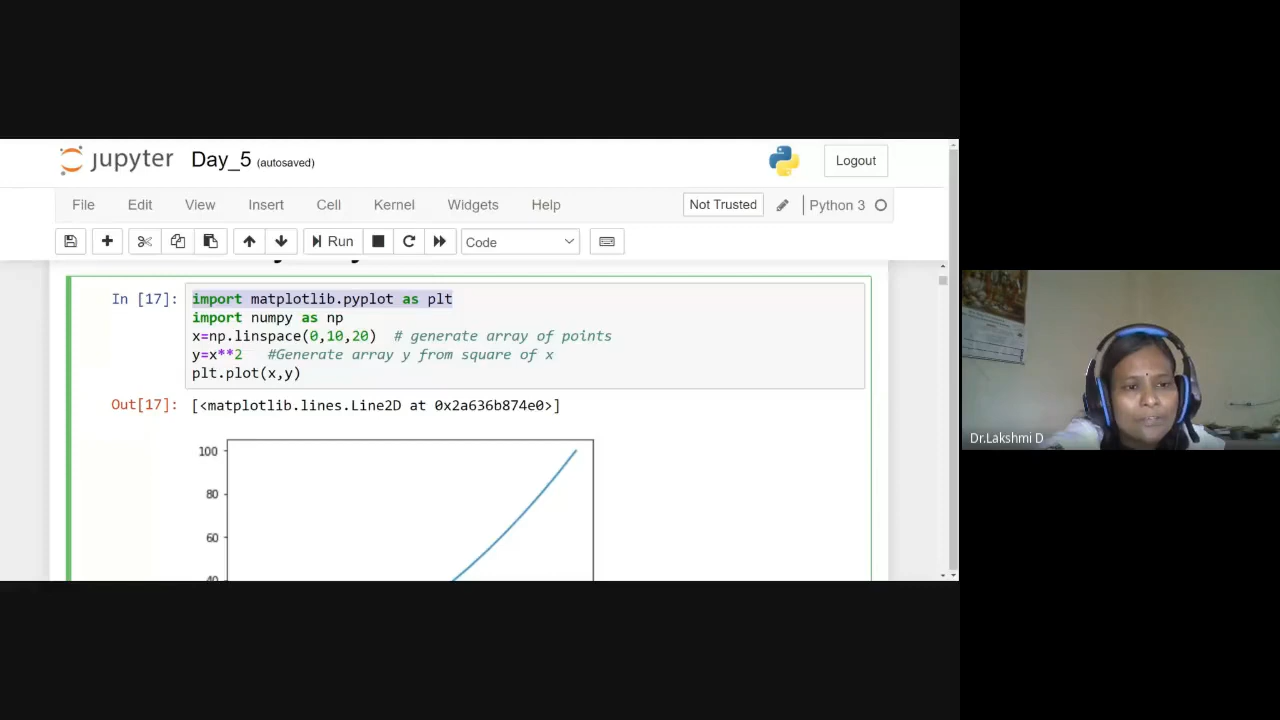 jupyter Day_5 (autosaved)
Logout
File Edit View Insert Cell Kernel Widgets Help
Not Trusted Python 3
Run Code
In [17]: import matplotlib.pyplot as plt
import numpy as np
x=np.linspace(0,10,20)  # generate array of points
y=x**2   #Generate array y from square of x
plt.plot(x,y)
Out[17]: [<matplotlib.lines.Line2D at 0x2a636b874e0>]
100
80
60
40
Dr.Lakshmi D